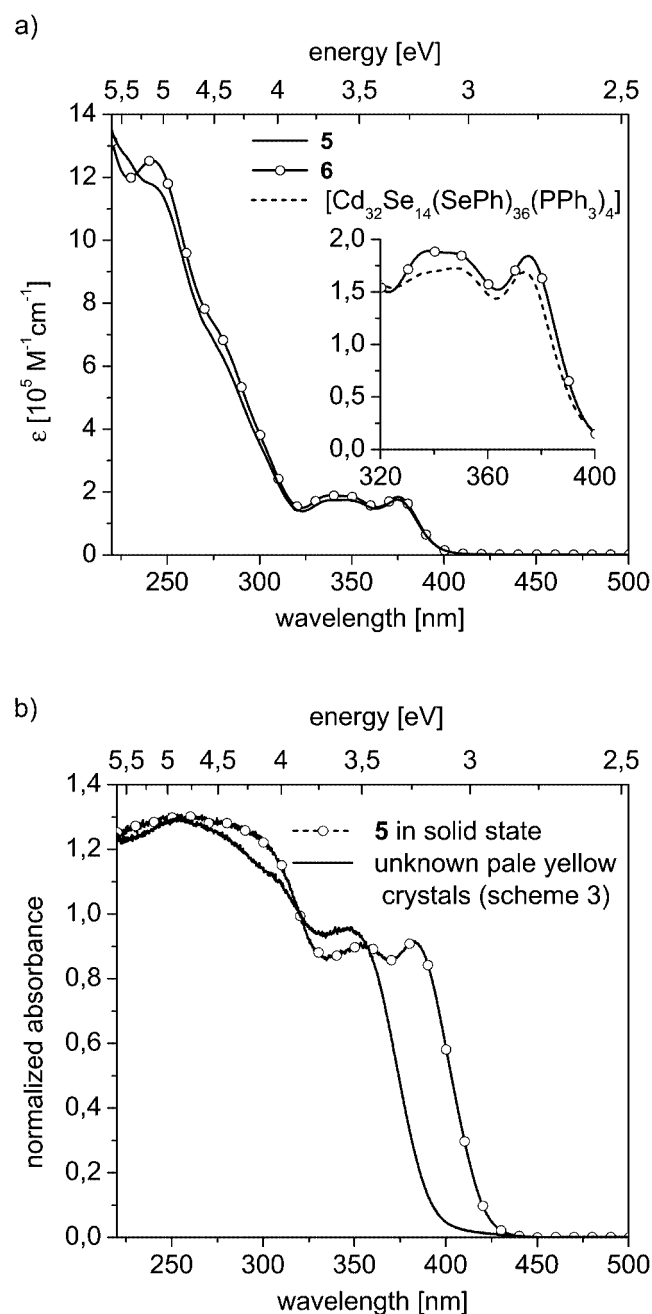 a)
energy [eV]
5,5 5 4,5 4 3,5 3 2,5
14
12
10
8
6
4
2
0
ε [10⁵ M⁻¹cm⁻¹]
5
6
[Cd₃₂Se₁₄(SePh)₃₆(PPh₃)₄]
2,0
1,5
1,0
0,5
0,0
320 360 400
250 300 350 400 450 500
wavelength [nm]
b)
energy [eV]
5,5 5 4,5 4 3,5 3 2,5
1,4
1,2
1,0
0,8
0,6
0,4
0,2
0,0
normalized absorbance
5 in solid state
unknown pale yellow
crystals (scheme 3)
250 300 350 400 450 500
wavelength [nm]